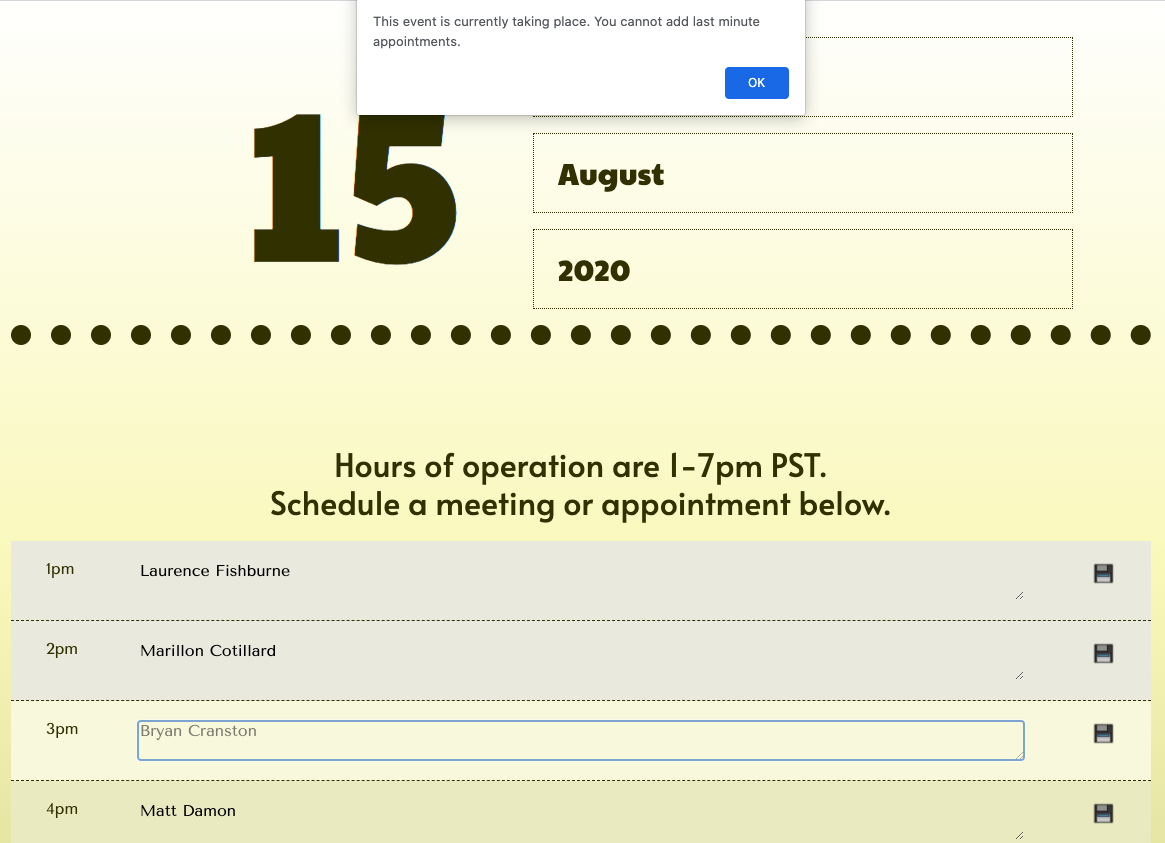 This event is currently taking place. You cannot add last minute
appointments.
OK
15
August
2020
Hours of operation are 1-7pm PST.
Schedule a meeting or appointment below.
1pm
Laurence Fishburne
2pm
Marillon Cotillard
3pm
Bryan Cranston
4pm
Matt Damon